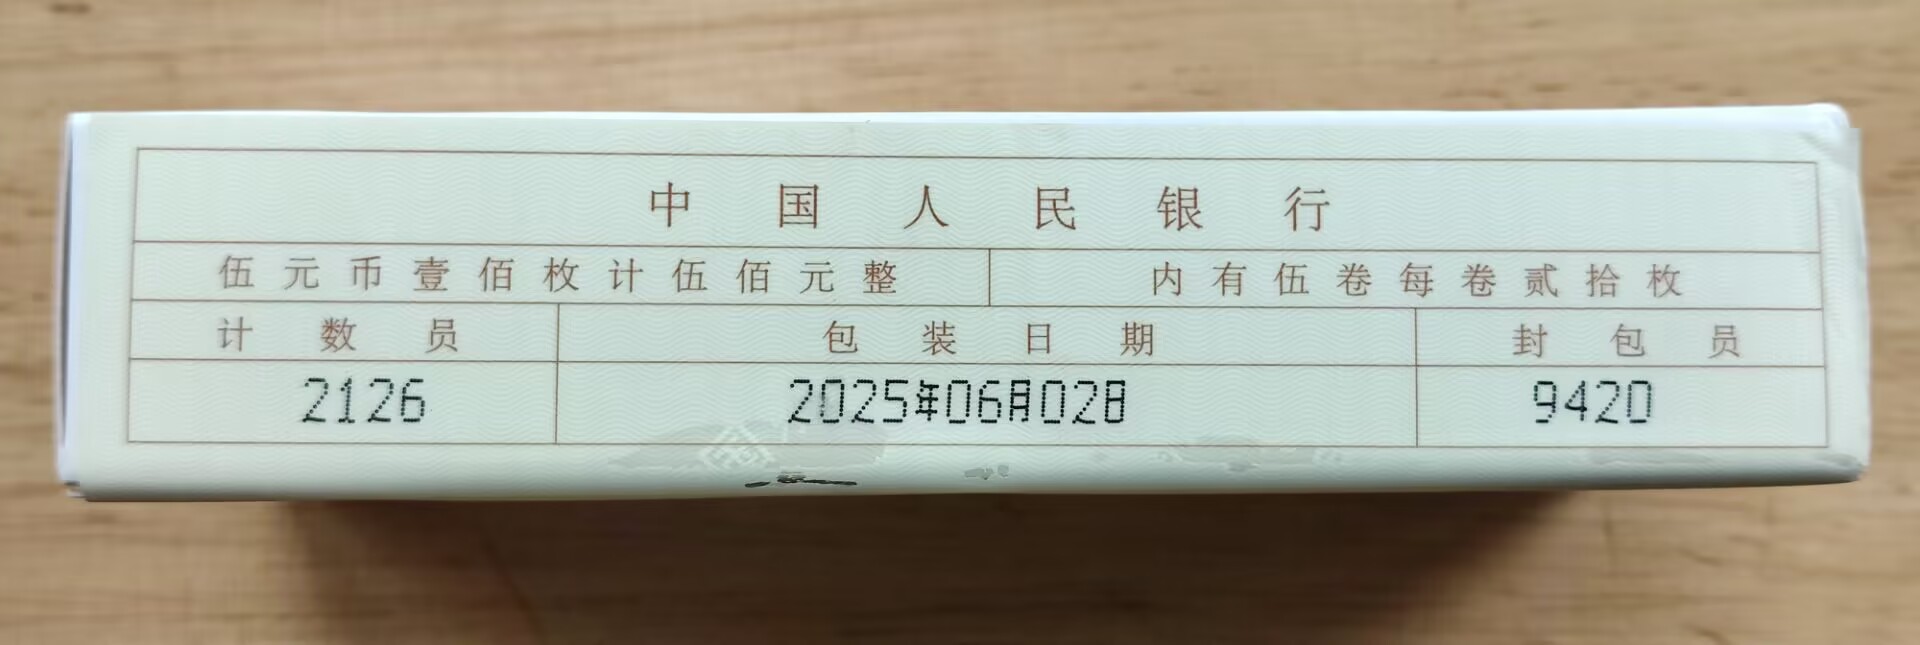 中国人民银行
伍元币壹佰枚计伍佰元整 内有伍卷每卷贰拾枚
计数员 包装日期 封包员
2126 2025年06月02日 9420